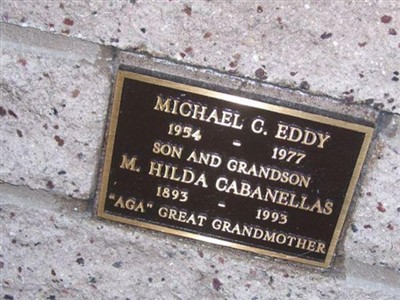 MICHAEL C. EDDY
1954 - 1977
SON AND GRANDSON
M. HILDA CABANELLAS
1893 - 1993
"AGA" GREAT GRANDMOTHER